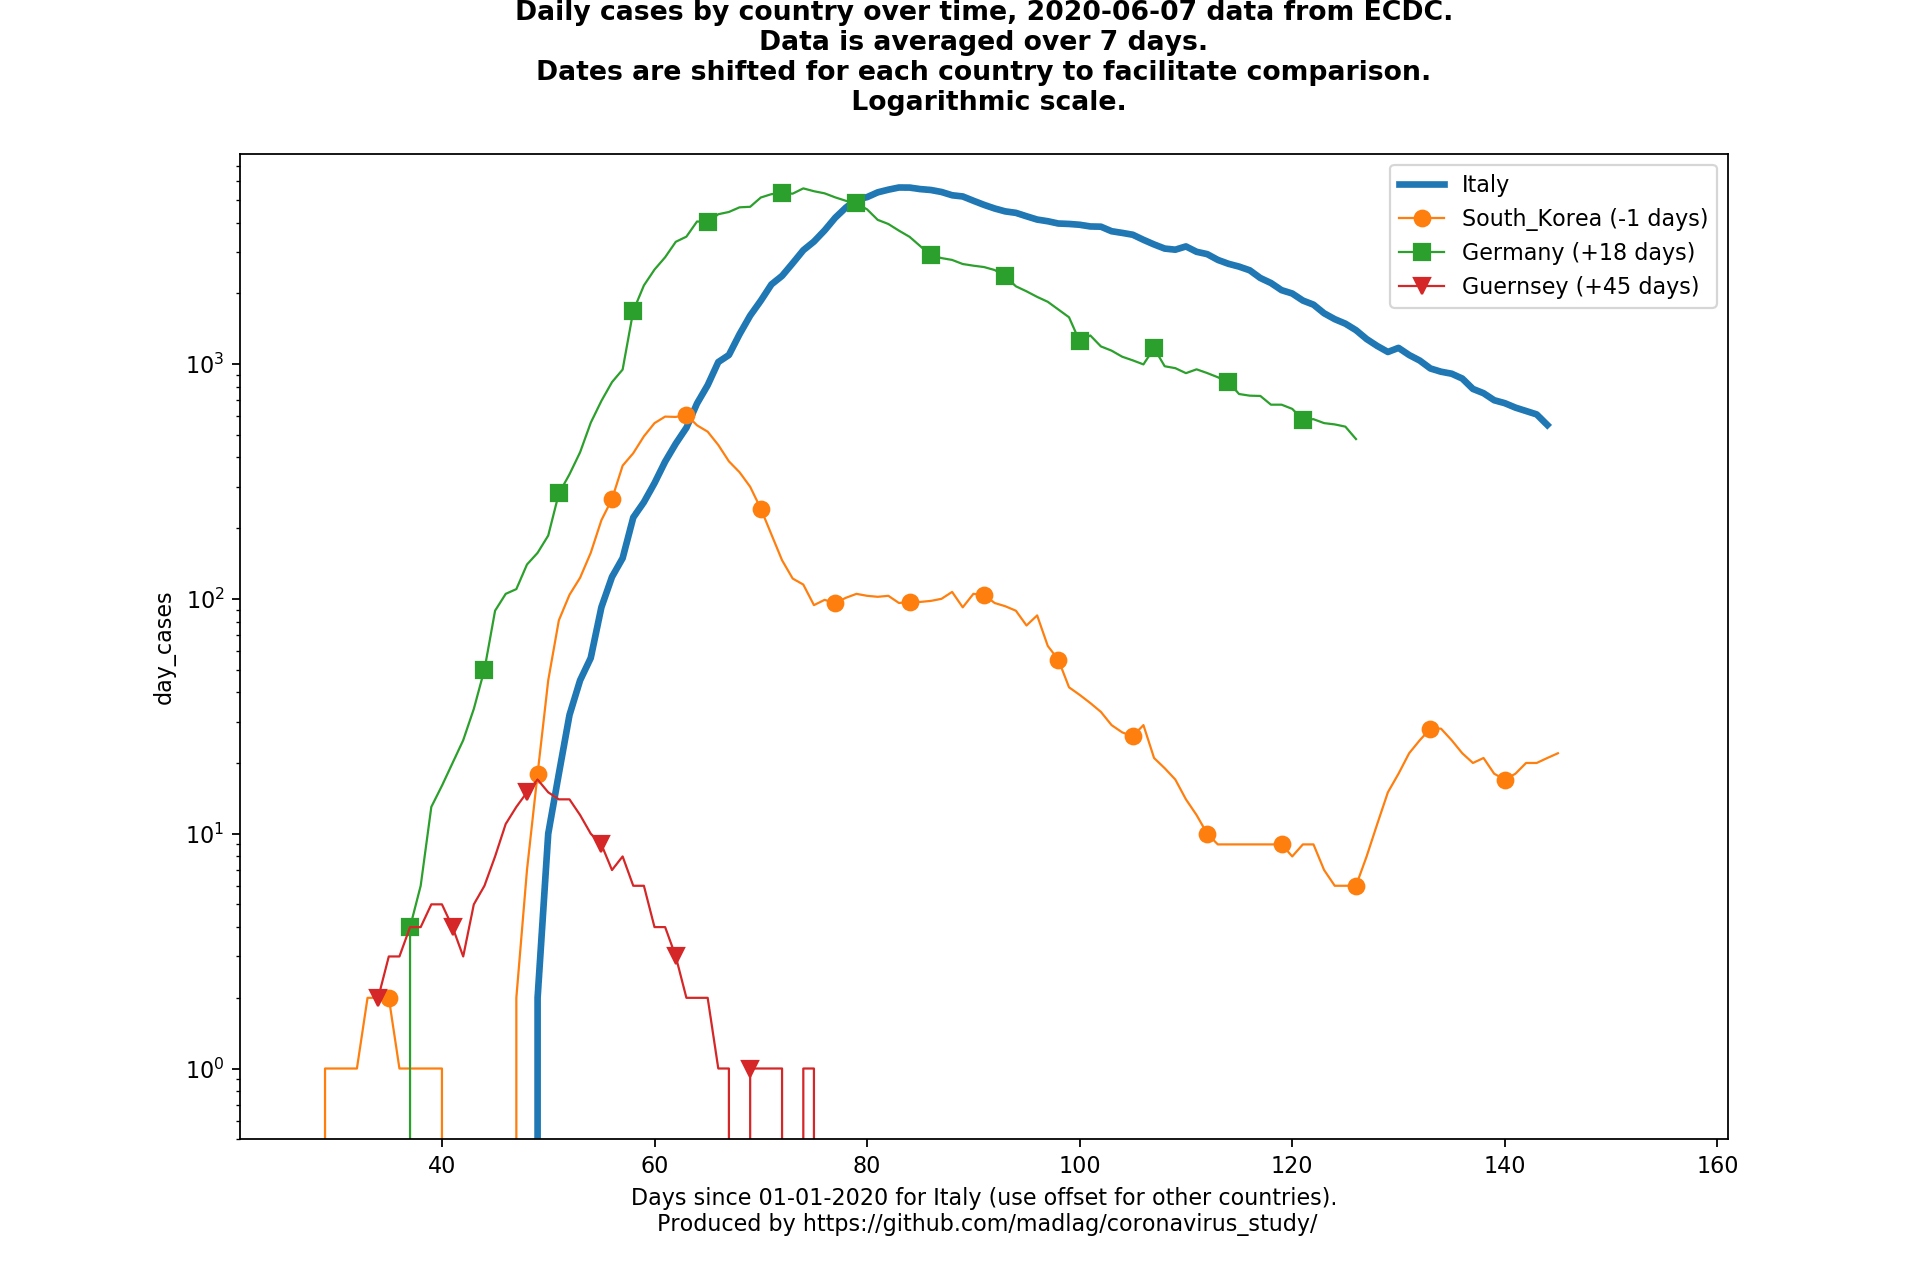 Daily cases by country over time, 2020-06-07 data from ECDC.
Data is averaged over 7 days.
Dates are shifted for each country to facilitate comparison.
Logarithmic scale.
Italy
South_Korea (-1 days)
Germany (+18 days)
Guernsey (+45 days)
10³
10²
10¹
10⁰
day_cases
40 60 80 100 120 140 160
Days since 01-01-2020 for Italy (use offset for other countries).
Produced by https://github.com/madlag/coronavirus_study/